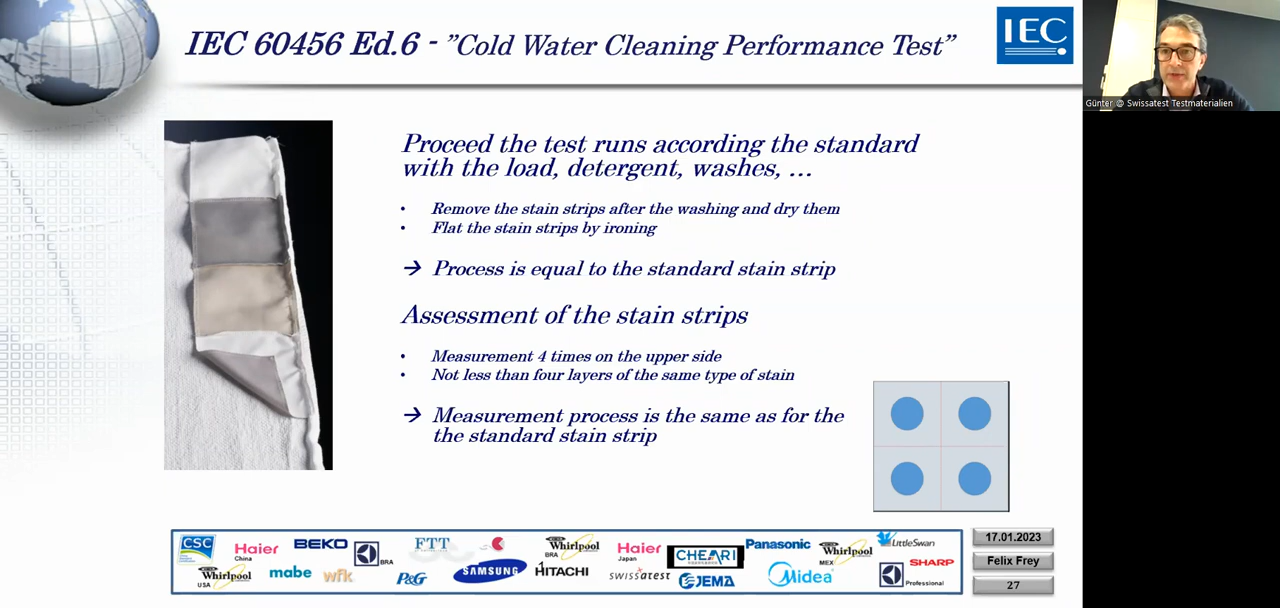 IEC 60456 Ed.6 - ”Cold Water Cleaning Performance Test”
IEC
Günter @ Swissatest Testmaterialien
Proceed the test runs according the standard
with the load, detergent, washes, …
• Remove the stain strips after the washing and dry them
• Flat the stain strips by ironing
→ Process is equal to the standard stain strip
Assessment of the stain strips
• Measurement 4 times on the upper side
• Not less than four layers of the same type of stain
→ Measurement process is the same as for the
the standard stain strip
CSC
Haier
China
BEKO
BRA
FTT
Whirlpool
BRA
Haier
Japan
CHEARI
Panasonic
Whirlpool
MEX
LittleSwan
Whirlpool
USA
mabe
wfk
P&G
SAMSUNG
HITACHI
swissatest
JEMA
Midea
SHARP
Professional
17.01.2023
Felix Frey
27